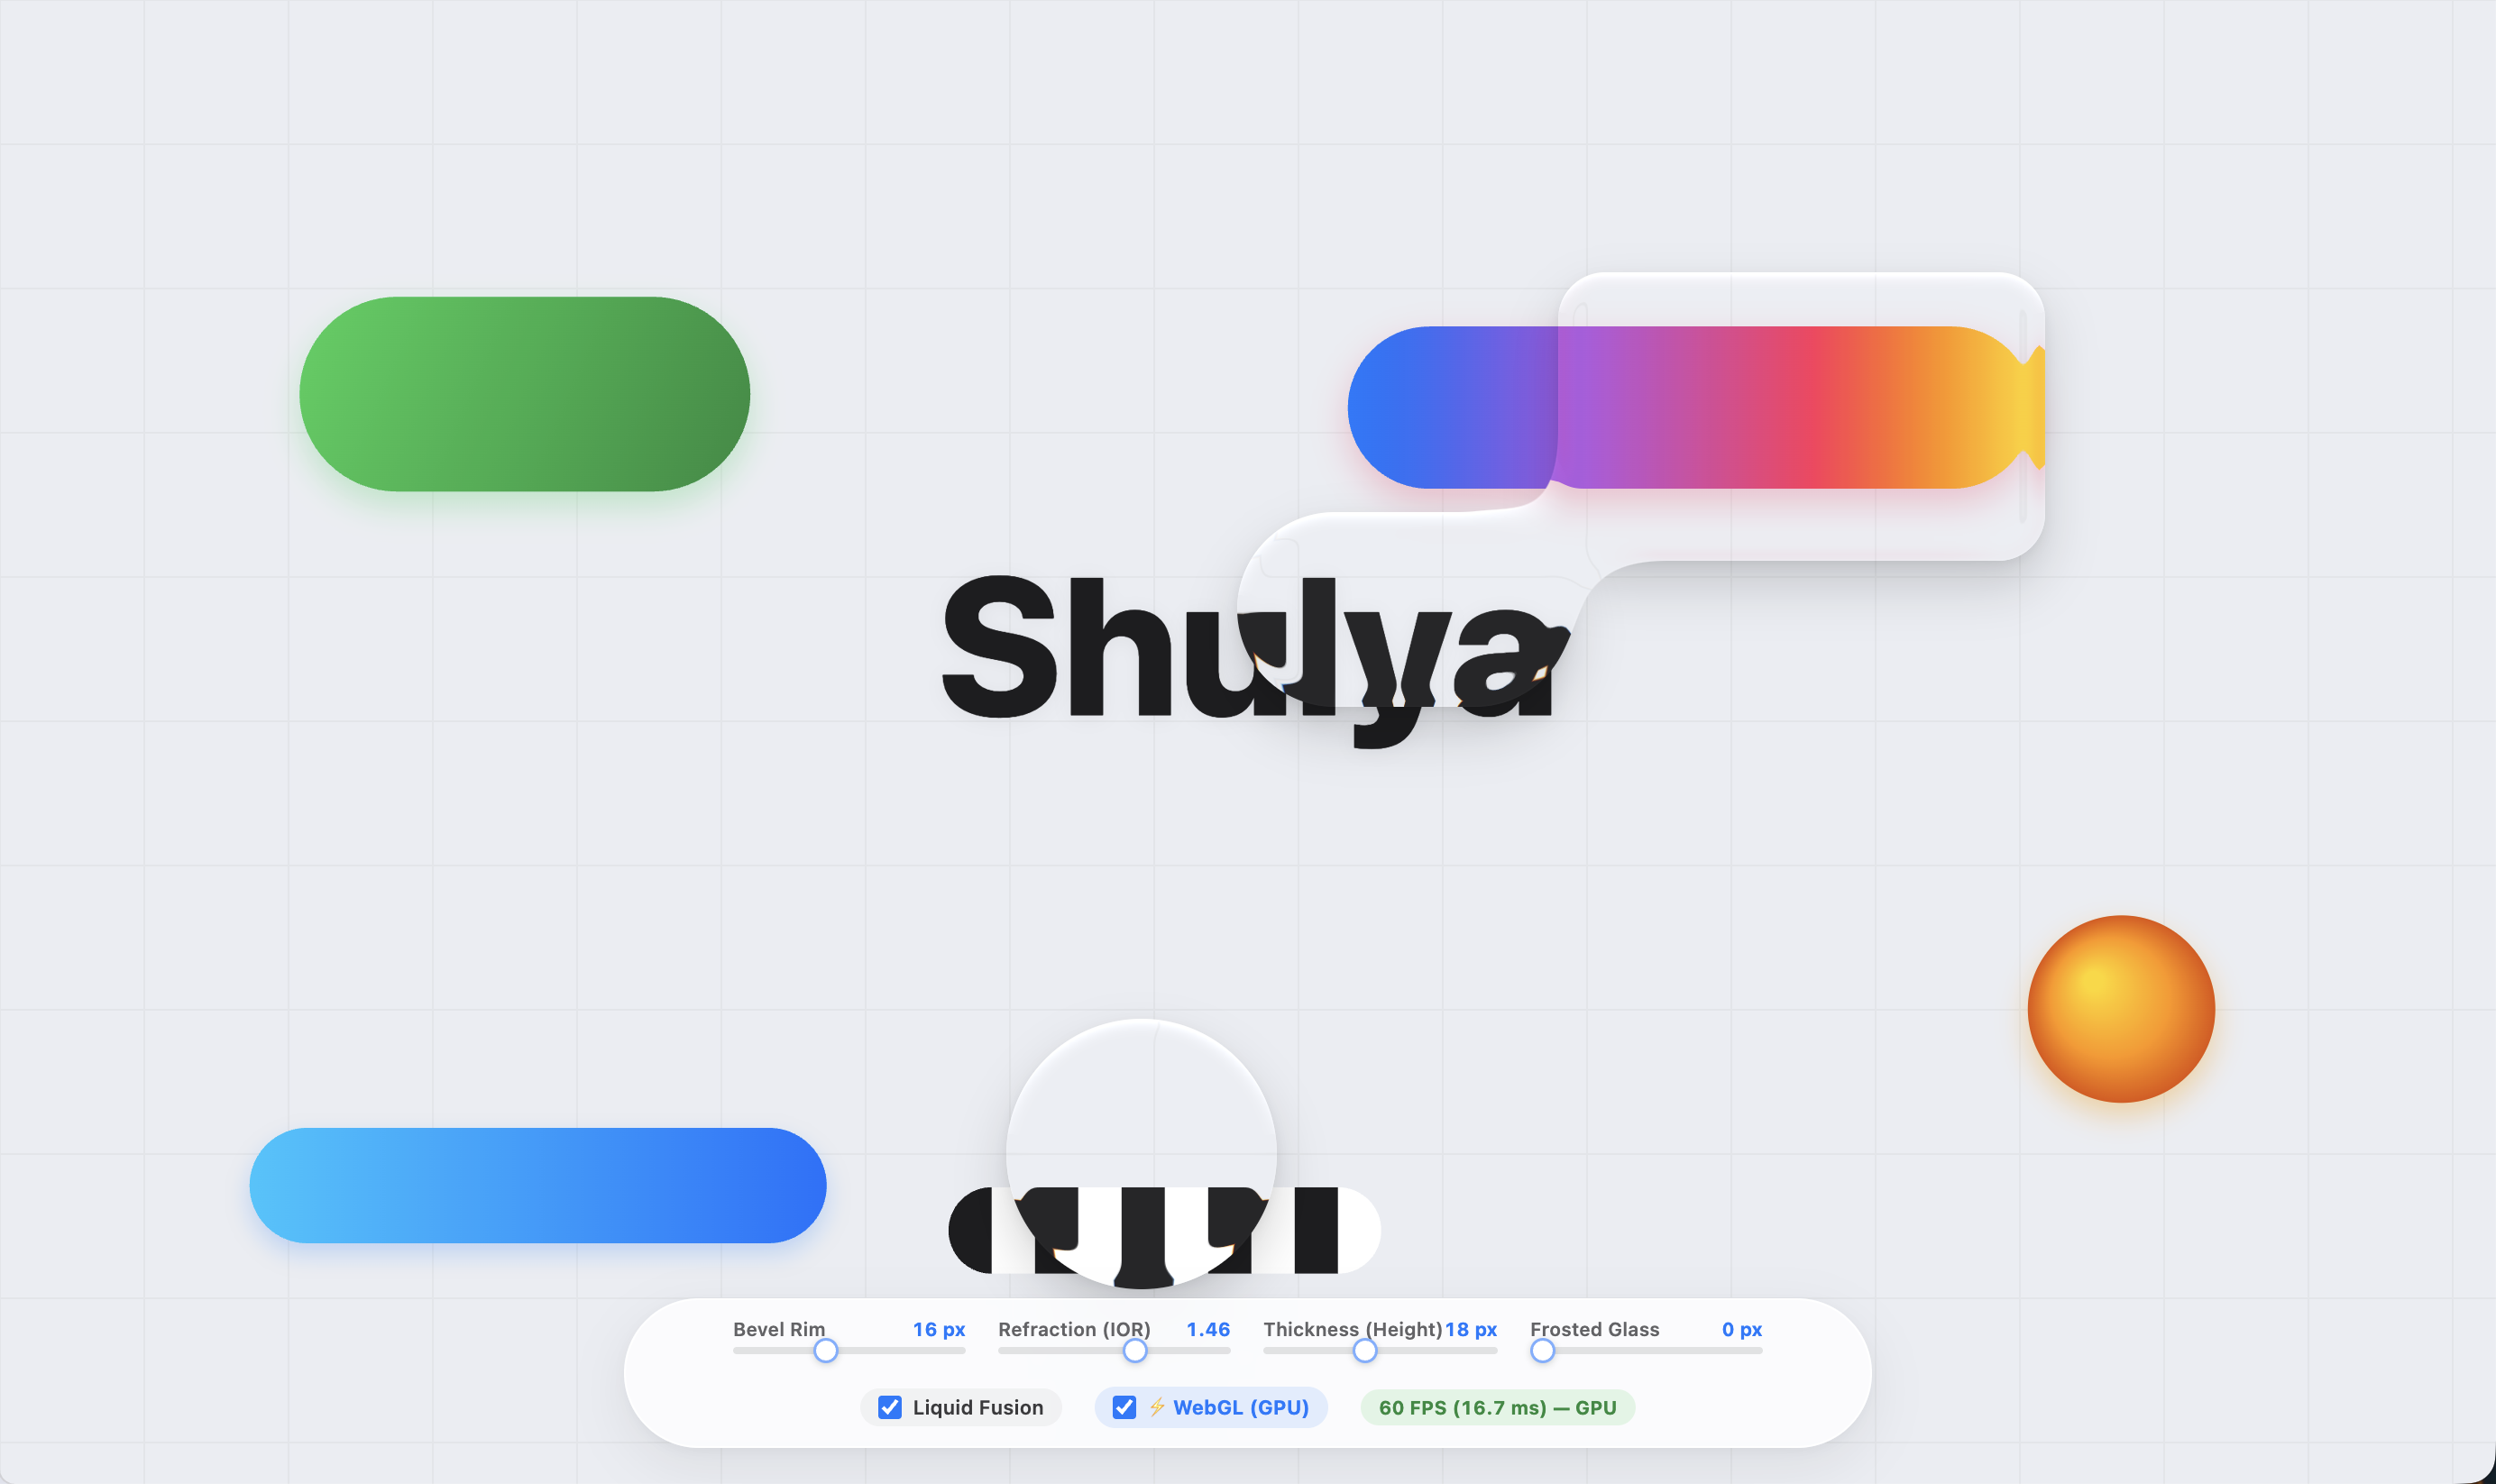 Shulya
Bevel Rim 16 px Refraction (IOR) 1.46 Thickness (Height) 18 px Frosted Glass 0 px
Liquid Fusion ⚡ WebGL (GPU) 60 FPS (16.7 ms) — GPU